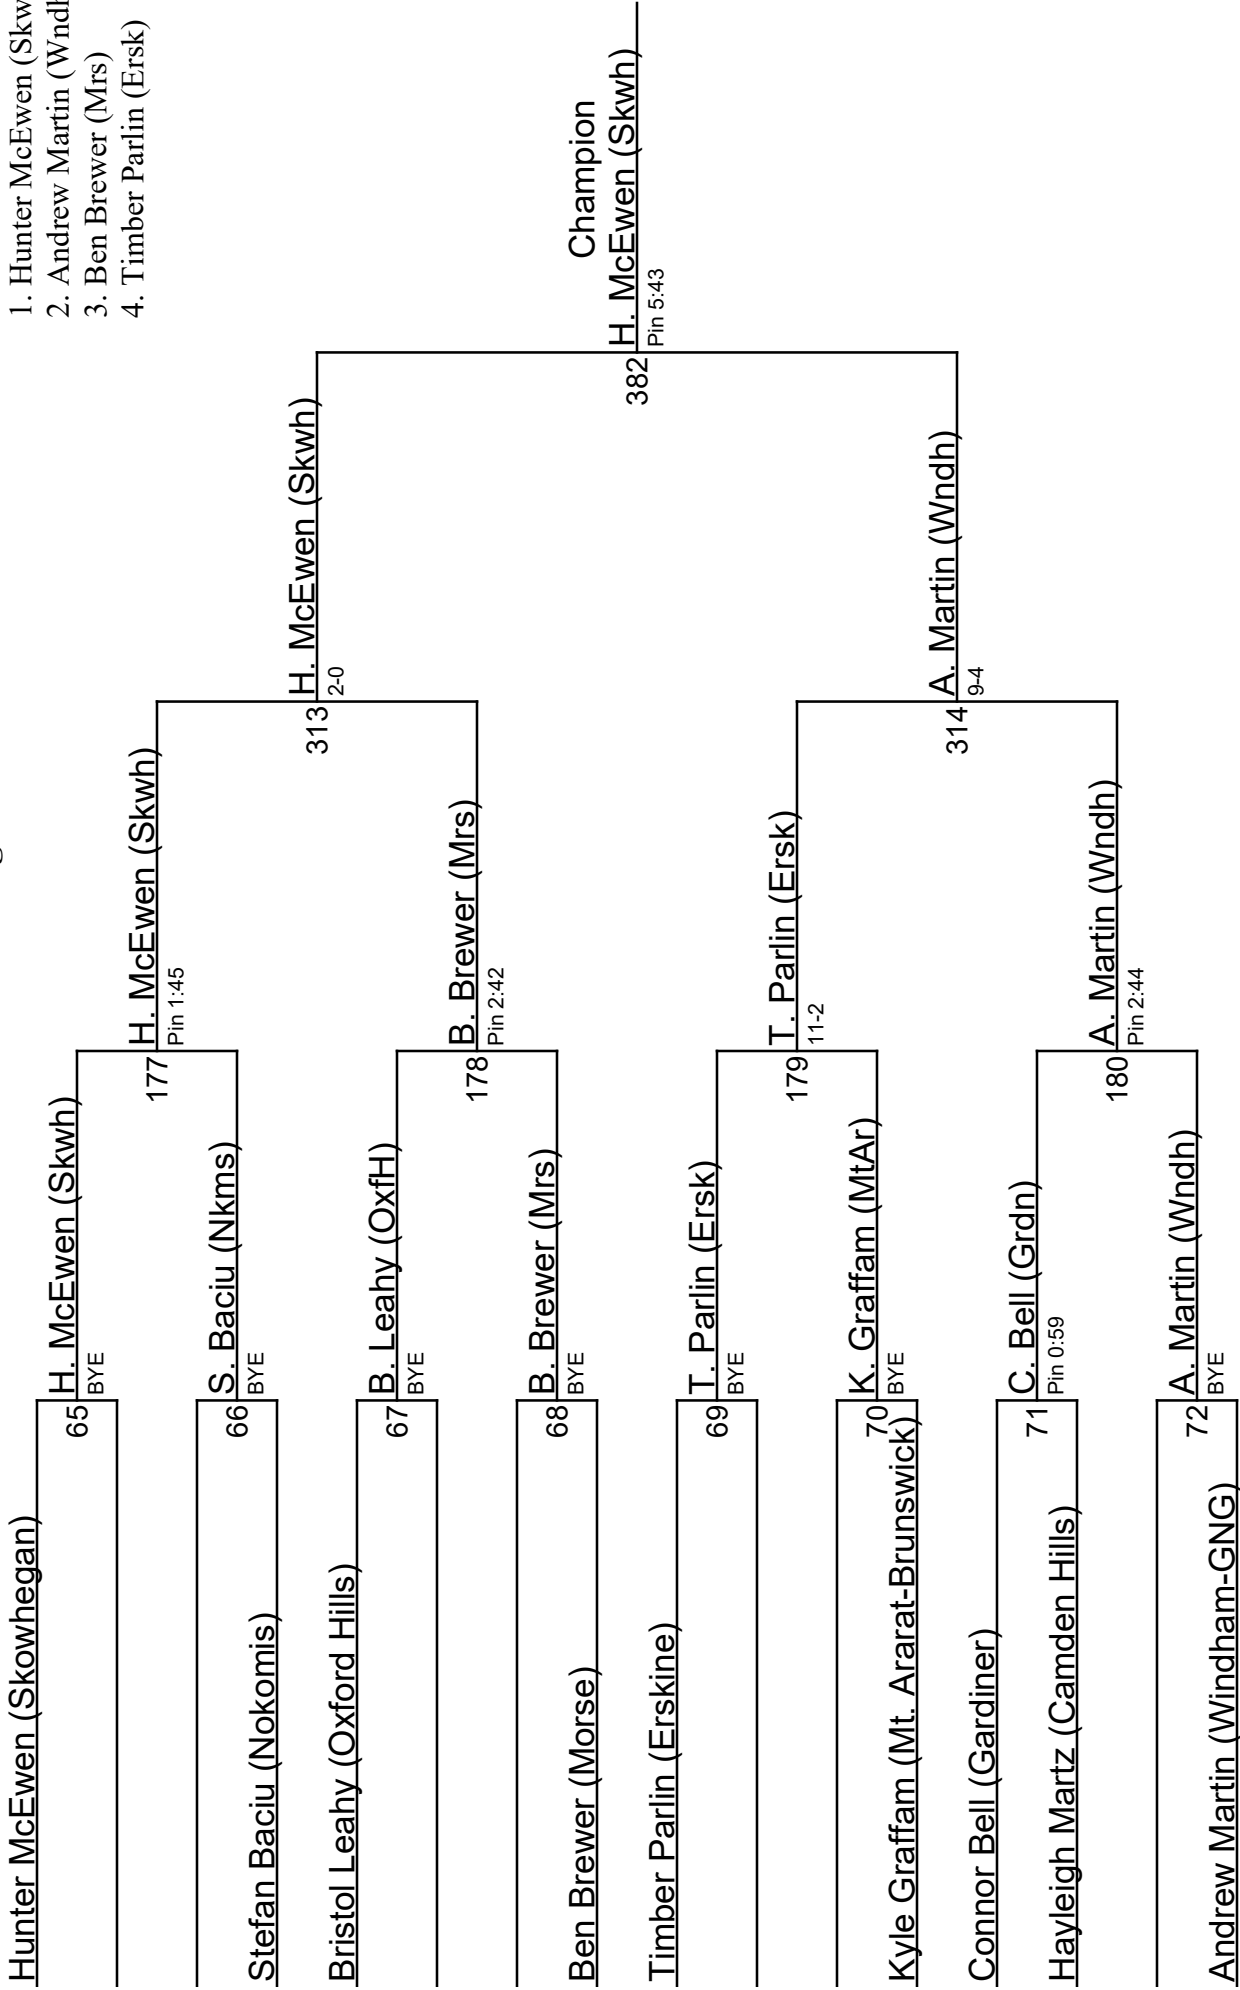 1. Hunter McEwen (Skw
2. Andrew Martin (Wndh
3. Ben Brewer (Mrs)
4. Timber Parlin (Ersk)
Hunter McEwen (Skowhegan)
Stefan Baciu (Nokomis)
Bristol Leahy (Oxford Hills)
Ben Brewer (Morse)
Timber Parlin (Erskine)
Kyle Graffam (Mt. Ararat-Brunswick)
Connor Bell (Gardiner)
Hayleigh Martz (Camden Hills)
Andrew Martin (Windham-GNG)
65
H. McEwen (Skwh)
BYE
66
S. Baciu (Nkms)
BYE
67
B. Leahy (OxfH)
BYE
68
B. Brewer (Mrs)
BYE
69
T. Parlin (Ersk)
BYE
70
K. Graffam (MtAr)
BYE
71
C. Bell (Grdn)
Pin 0:59
72
A. Martin (Wndh)
BYE
177
H. McEwen (Skwh)
Pin 1:45
178
B. Brewer (Mrs)
Pin 2:42
179
T. Parlin (Ersk)
11-2
180
A. Martin (Wndh)
Pin 2:44
313
H. McEwen (Skwh)
2-0
314
A. Martin (Wndh)
9-4
382
Champion
H. McEwen (Skwh)
Pin 5:43